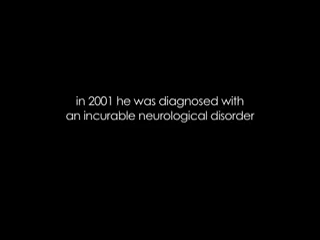 in 2001 he was diagnosed with
an incurable neurological disorder